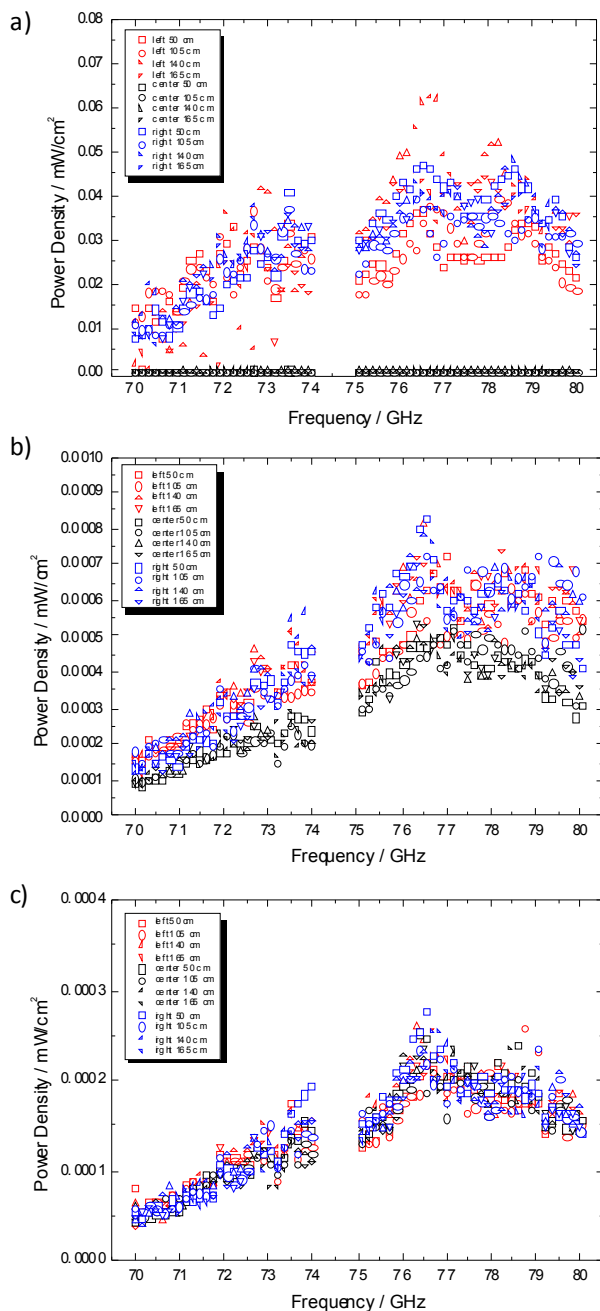 a)
0.08
0.07
0.06
0.05
0.04
0.03
0.02
0.01
0.00
Power Density / mW/cm²
left 50 cm
left 105 cm
left 140 cm
left 165 cm
center 50 cm
center 105 cm
center 140 cm
center 165 cm
right 50 cm
right 105 cm
right 140 cm
right 165 cm
70 71 72 73 74 75 76 77 78 79 80
Frequency / GHz
b)
0.0010
0.0009
0.0008
0.0007
0.0006
0.0005
0.0004
0.0003
0.0002
0.0001
0.0000
Power Density / mW/cm²
left 50 cm
left 105 cm
left 140 cm
left 165 cm
center 50 cm
center 105 cm
center 140 cm
center 165 cm
right 50 cm
right 105 cm
right 140 cm
right 165 cm
70 71 72 73 74 75 76 77 78 79 80
Frequency / GHz
c)
0.0004
0.0003
0.0002
0.0001
0.0000
Power Density / mW/cm²
left 50 cm
left 105 cm
left 140 cm
left 165 cm
center 50 cm
center 105 cm
center 140 cm
center 165 cm
right 50 cm
right 105 cm
right 140 cm
right 165 cm
70 71 72 73 74 75 76 77 78 79 80
Frequency / GHz